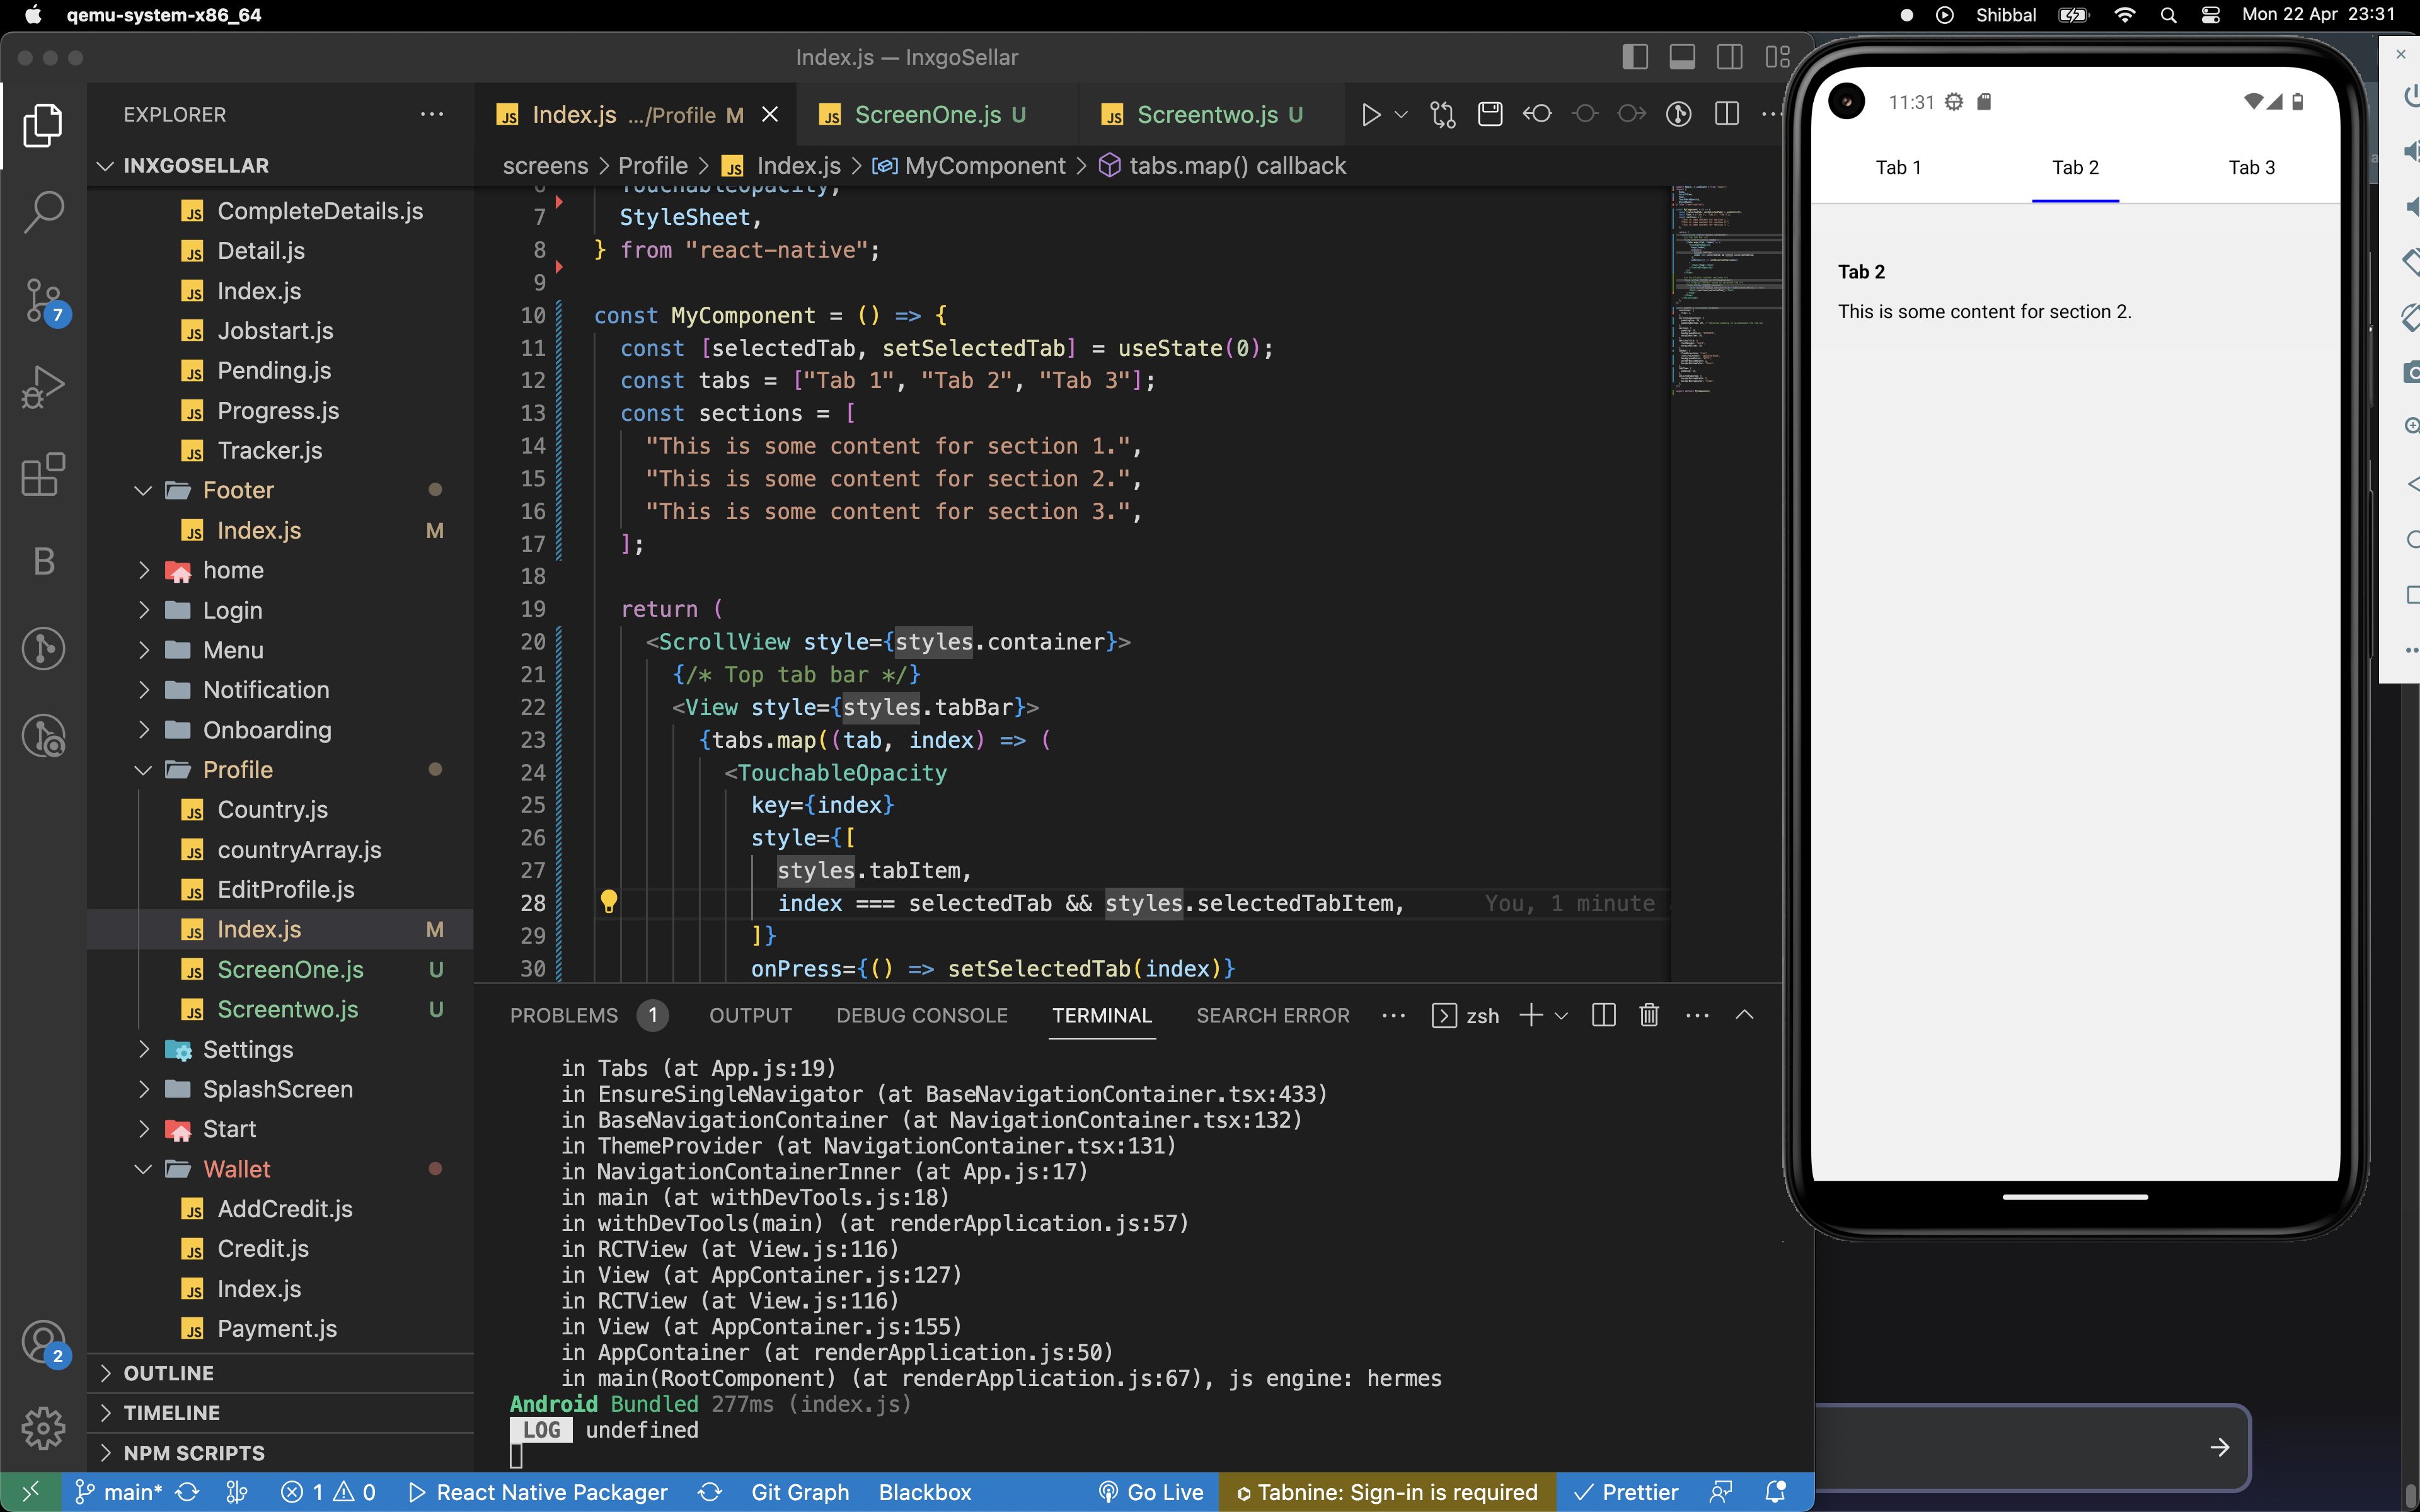 qemu-system-x86_64
Shibbal
Mon 22 Apr 23:31
Index.js — InxgoSellar
EXPLORER
INXGOSELLAR
CompleteDetails.js
Detail.js
Index.js
Jobstart.js
Pending.js
Progress.js
Tracker.js
Footer
Index.js M
home
Login
Menu
Notification
Onboarding
Profile
Country.js
countryArray.js
EditProfile.js
Index.js M
ScreenOne.js U
Screentwo.js U
Settings
SplashScreen
Start
Wallet
AddCredit.js
Credit.js
Index.js
Payment.js
OUTLINE
TIMELINE
NPM SCRIPTS
7
B
2
Index.js .../Profile M
ScreenOne.js U
Screentwo.js U
screens > Profile > Index.js > MyComponent > tabs.map() callback
TouchableOpacity,
7 StyleSheet,
8 } from "react-native";
9
10 const MyComponent = () => {
11 const [selectedTab, setSelectedTab] = useState(0);
12 const tabs = ["Tab 1", "Tab 2", "Tab 3"];
13 const sections = [
14 "This is some content for section 1.",
15 "This is some content for section 2.",
16 "This is some content for section 3.",
17 ];
18
19 return (
20 <ScrollView style={styles.container}>
21 {/* Top tab bar */}
22 <View style={styles.tabBar}>
23 {tabs.map((tab, index) => (
24 <TouchableOpacity
25 key={index}
26 style={[
27 styles.tabItem,
28 index === selectedTab && styles.selectedTabItem, You, 1 minute
29 ]}
30 onPress={() => setSelectedTab(index)}
PROBLEMS 1 OUTPUT DEBUG CONSOLE TERMINAL SEARCH ERROR zsh
in Tabs (at App.js:19)
in EnsureSingleNavigator (at BaseNavigationContainer.tsx:433)
in BaseNavigationContainer (at NavigationContainer.tsx:132)
in ThemeProvider (at NavigationContainer.tsx:131)
in NavigationContainerInner (at App.js:17)
in main (at withDevTools.js:18)
in withDevTools(main) (at renderApplication.js:57)
in RCTView (at View.js:116)
in View (at AppContainer.js:127)
in RCTView (at View.js:116)
in View (at AppContainer.js:155)
in AppContainer (at renderApplication.js:50)
in main(RootComponent) (at renderApplication.js:67), js engine: hermes
Android Bundled 277ms (index.js)
LOG undefined
main* 1 0 React Native Packager Git Graph Blackbox Go Live Tabnine: Sign-in is required Prettier
11:31
Tab 1 Tab 2 Tab 3
Tab 2
This is some content for section 2.